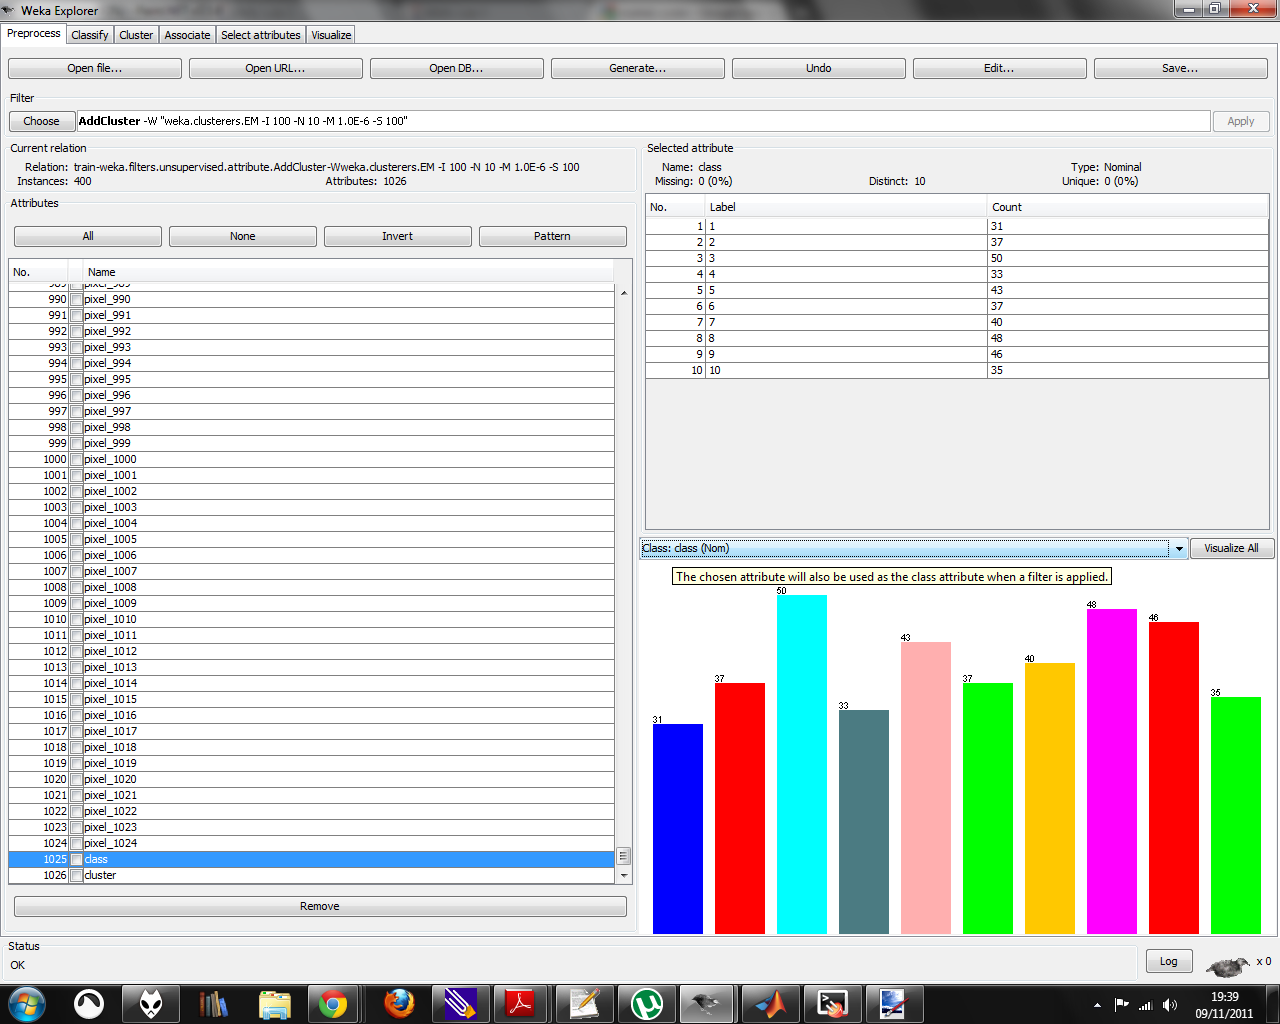 Weka Explorer
Preprocess Classify Cluster Associate Select attributes Visualize
Open file... Open URL... Open DB... Generate... Undo Edit... Save...
Filter
Choose AddCluster -W "weka.clusterers.EM -I 100 -N 10 -M 1.0E-6 -S 100" Apply
Current relation
Relation: train-weka.filters.unsupervised.attribute.AddCluster-Wweka.clusterers.EM -I 100 -N 10 -M 1.0E-6 -S 100
Instances: 400 Attributes: 1026
Attributes
All None Invert Pattern
No. Name
989 pixel_989
990 pixel_990
991 pixel_991
992 pixel_992
993 pixel_993
994 pixel_994
995 pixel_995
996 pixel_996
997 pixel_997
998 pixel_998
999 pixel_999
1000 pixel_1000
1001 pixel_1001
1002 pixel_1002
1003 pixel_1003
1004 pixel_1004
1005 pixel_1005
1006 pixel_1006
1007 pixel_1007
1008 pixel_1008
1009 pixel_1009
1010 pixel_1010
1011 pixel_1011
1012 pixel_1012
1013 pixel_1013
1014 pixel_1014
1015 pixel_1015
1016 pixel_1016
1017 pixel_1017
1018 pixel_1018
1019 pixel_1019
1020 pixel_1020
1021 pixel_1021
1022 pixel_1022
1023 pixel_1023
1024 pixel_1024
1025 class
1026 cluster
Remove
Selected attribute
Name: class Type: Nominal
Missing: 0 (0%) Distinct: 10 Unique: 0 (0%)
No. Label Count
1 1 31
2 2 37
3 3 50
4 4 33
5 5 43
6 6 37
7 7 40
8 8 48
9 9 46
10 10 35
Class: class (Nom) Visualize All
The chosen attribute will also be used as the class attribute when a filter is applied.
31 37 50 33 43 37 40 48 46 35
Status
OK
Log x 0
19:39
09/11/2011